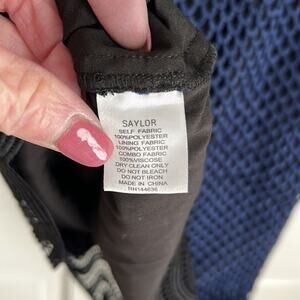 SAYLOR
SELF FABRIC
100%POLYESTER
LINING FABRIC
100%POLYESTER
COMBO FABRIC
100%VISCOSE
DRY CLEAN ONLY
DO NOT BLEACH
DO NOT IRON
MADE IN CHINA
RN144636